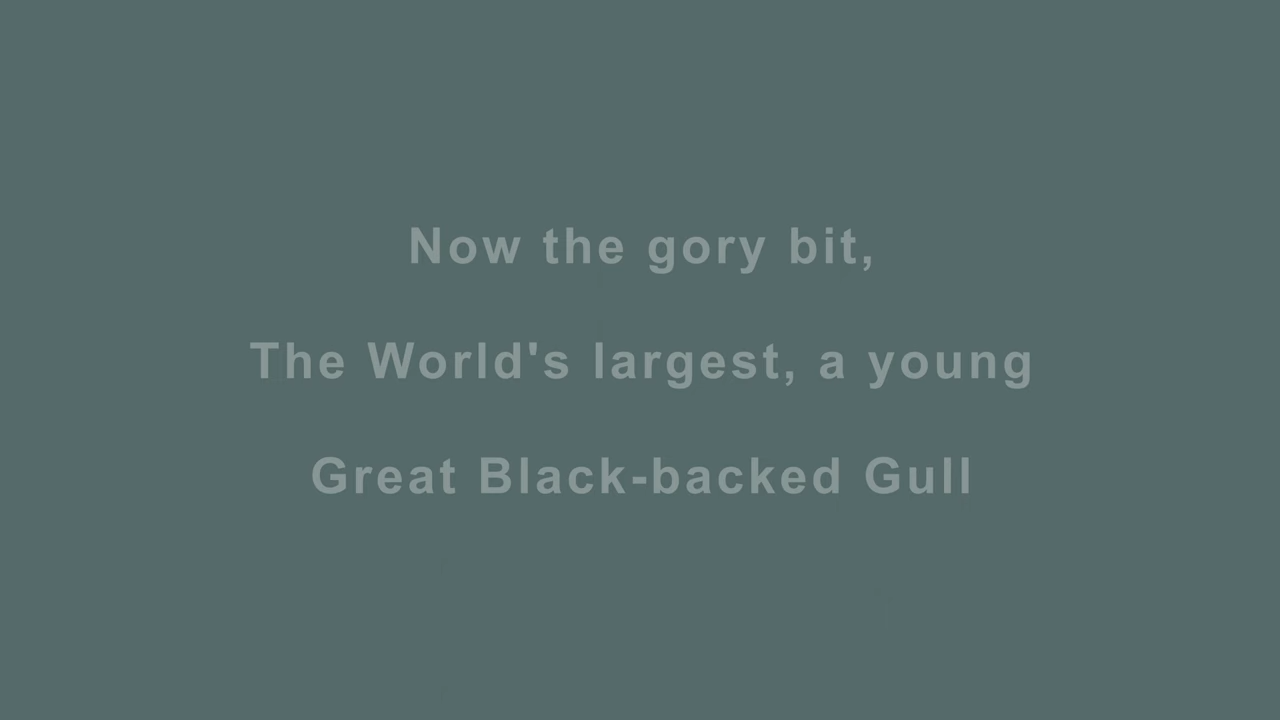 Now the gory bit,
The World's largest, a young
Great Black-backed Gull